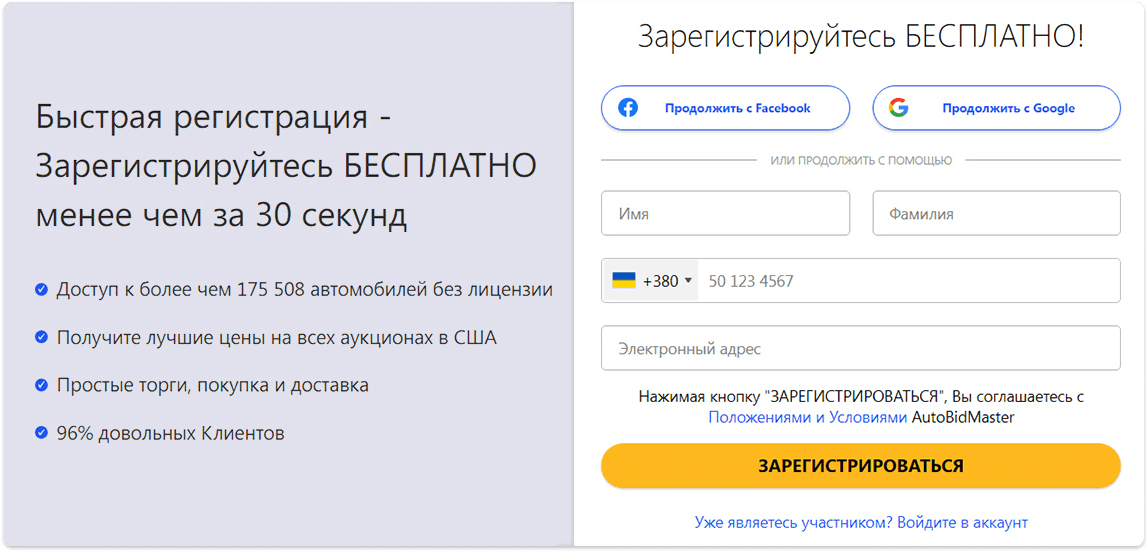 Быстрая регистрация -
Зарегистрируйтесь БЕСПЛАТНО
менее чем за 30 секунд
Доступ к более чем 175 508 автомобилей без лицензии
Получите лучшие цены на всех аукционах в США
Простые торги, покупка и доставка
96% довольных Клиентов
Зарегистрируйтесь БЕСПЛАТНО!
Продолжить с Facebook
Продолжить с Google
ИЛИ ПРОДОЛЖИТЬ С ПОМОЩЬЮ
Имя
Фамилия
+380 50 123 4567
Электронный адрес
Нажимая кнопку "ЗАРЕГИСТРИРОВАТЬСЯ", Вы соглашаетесь с
Положениями и Условиями AutoBidMaster
ЗАРЕГИСТРИРОВАТЬСЯ
Уже являетесь участником? Войдите в аккаунт